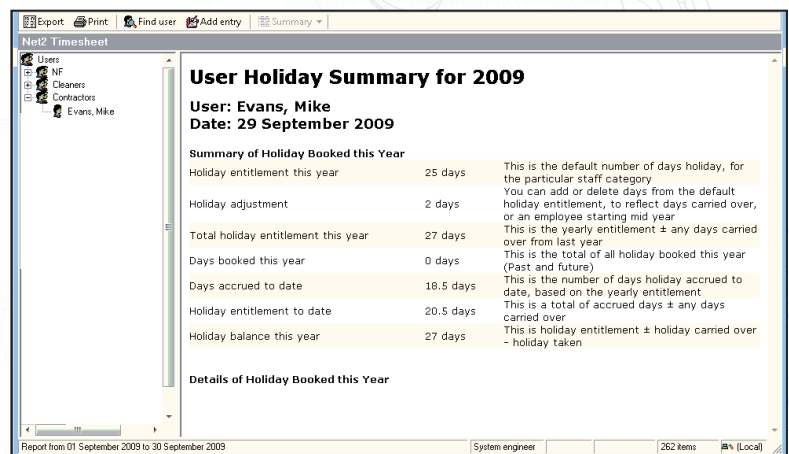 Export Print Find user Add entry Summary
Net2 Timesheet
Users
NF
Cleaners
Contractors
Evans, Mike
User Holiday Summary for 2009
User: Evans, Mike
Date: 29 September 2009
Summary of Holiday Booked this Year
Holiday entitlement this year 25 days This is the default number of days holiday, for
the particular staff category
Holiday adjustment 2 days You can add or delete days from the default
holiday entitlement, to reflect days carried over,
or an employee starting mid year
Total holiday entitlement this year 27 days This is the yearly entitlement ± any days carried
over from last year
Days booked this year 0 days This is the total of all holiday booked this year
(Past and future)
Days accrued to date 18.5 days This is the number of days holiday accrued to
date, based on the yearly entitlement
Holiday entitlement to date 20.5 days This is a total of accrued days ± any days
carried over
Holiday balance this year 27 days This is holiday entitlement ± holiday carried over
- holiday taken
Details of Holiday Booked this Year
Report from 01 September 2009 to 30 September 2009 System engineer 262 items (Local)